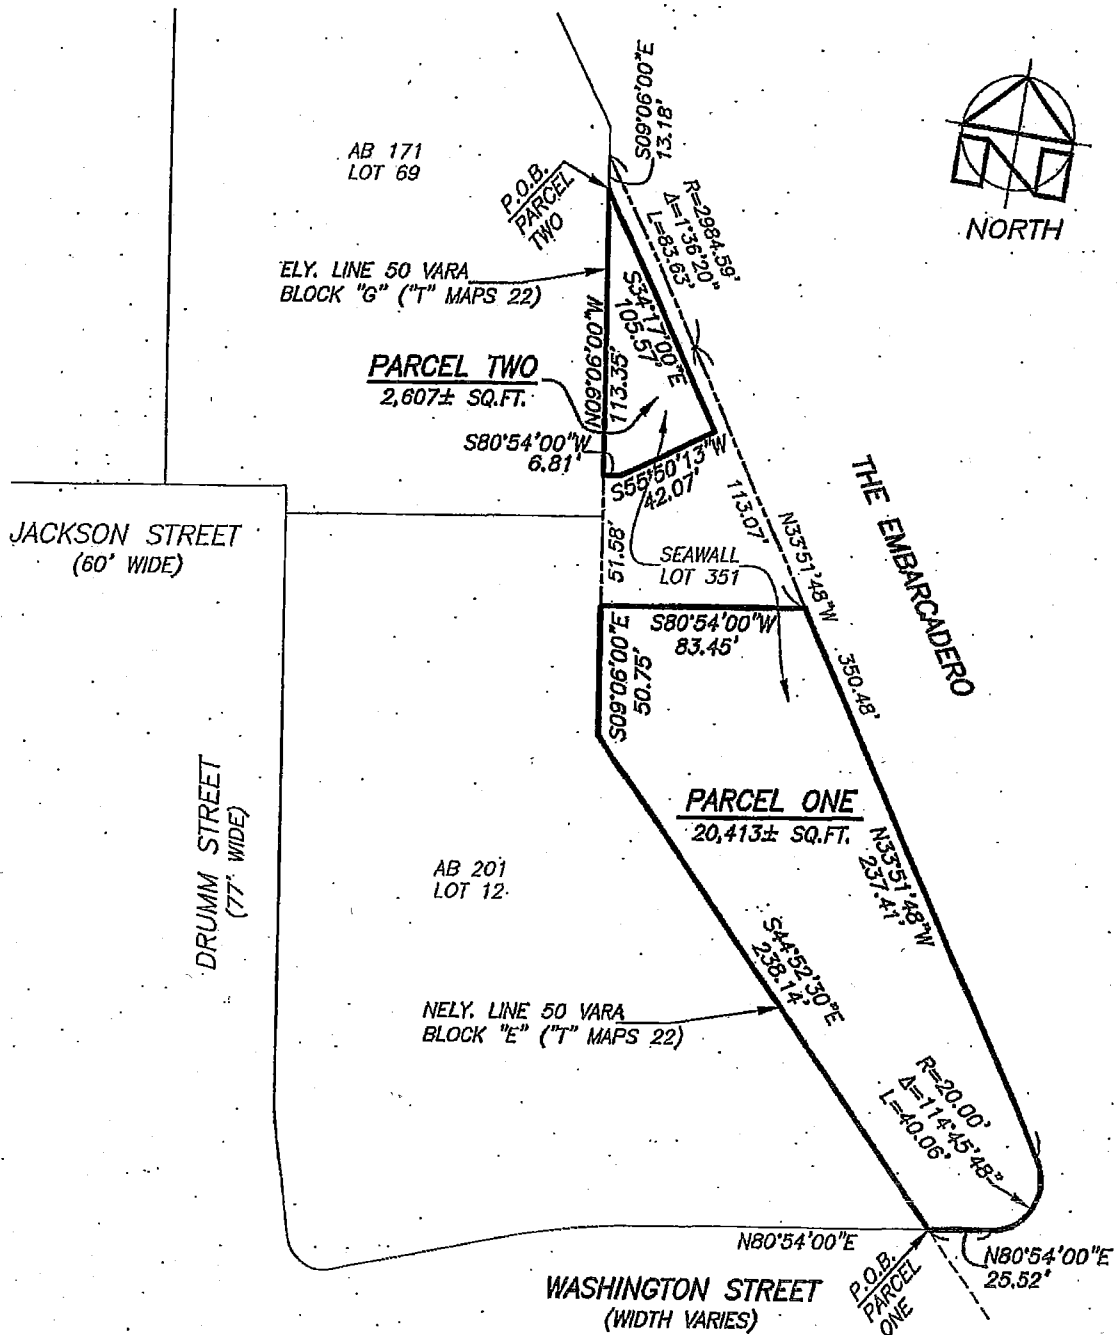 S09°06'00"E
13.18'
AB 171
LOT 69
P.O.B.
PARCEL
TWO
R=2984.59'
Δ=1°36'20"
L=83.63'
NORTH
ELY. LINE 50 VARA
BLOCK "G" ("T" MAPS 22)
S34°17'00"E
105.57'
(N09°06'00"W
113.35'
PARCEL TWO
2,607± SQ.FT.
S80°54'00"W
6.81'
S55°50'13"W
42.07'
THE EMBARCADERO
113.07'
N33°51'48"W
350.48'
JACKSON STREET
(60' WIDE)
51.58'
SEAWALL
LOT 351
S80°54'00"W
83.45'
S09°06'00"E
50.75'
PARCEL ONE
20,413± SQ.FT.
N33°51'48"W
237.41'
DRUMM STREET
(77' WIDE)
AB 201
LOT 12
S44°52'30"E
238.14'
NELY. LINE 50 VARA
BLOCK "E" ("T" MAPS 22)
R=20.00'
Δ=114°45'48"
L=40.06'
N80°54'00"E
N80°54'00"E
25.52'
P.O.B.
PARCEL
ONE
WASHINGTON STREET
(WIDTH VARIES)